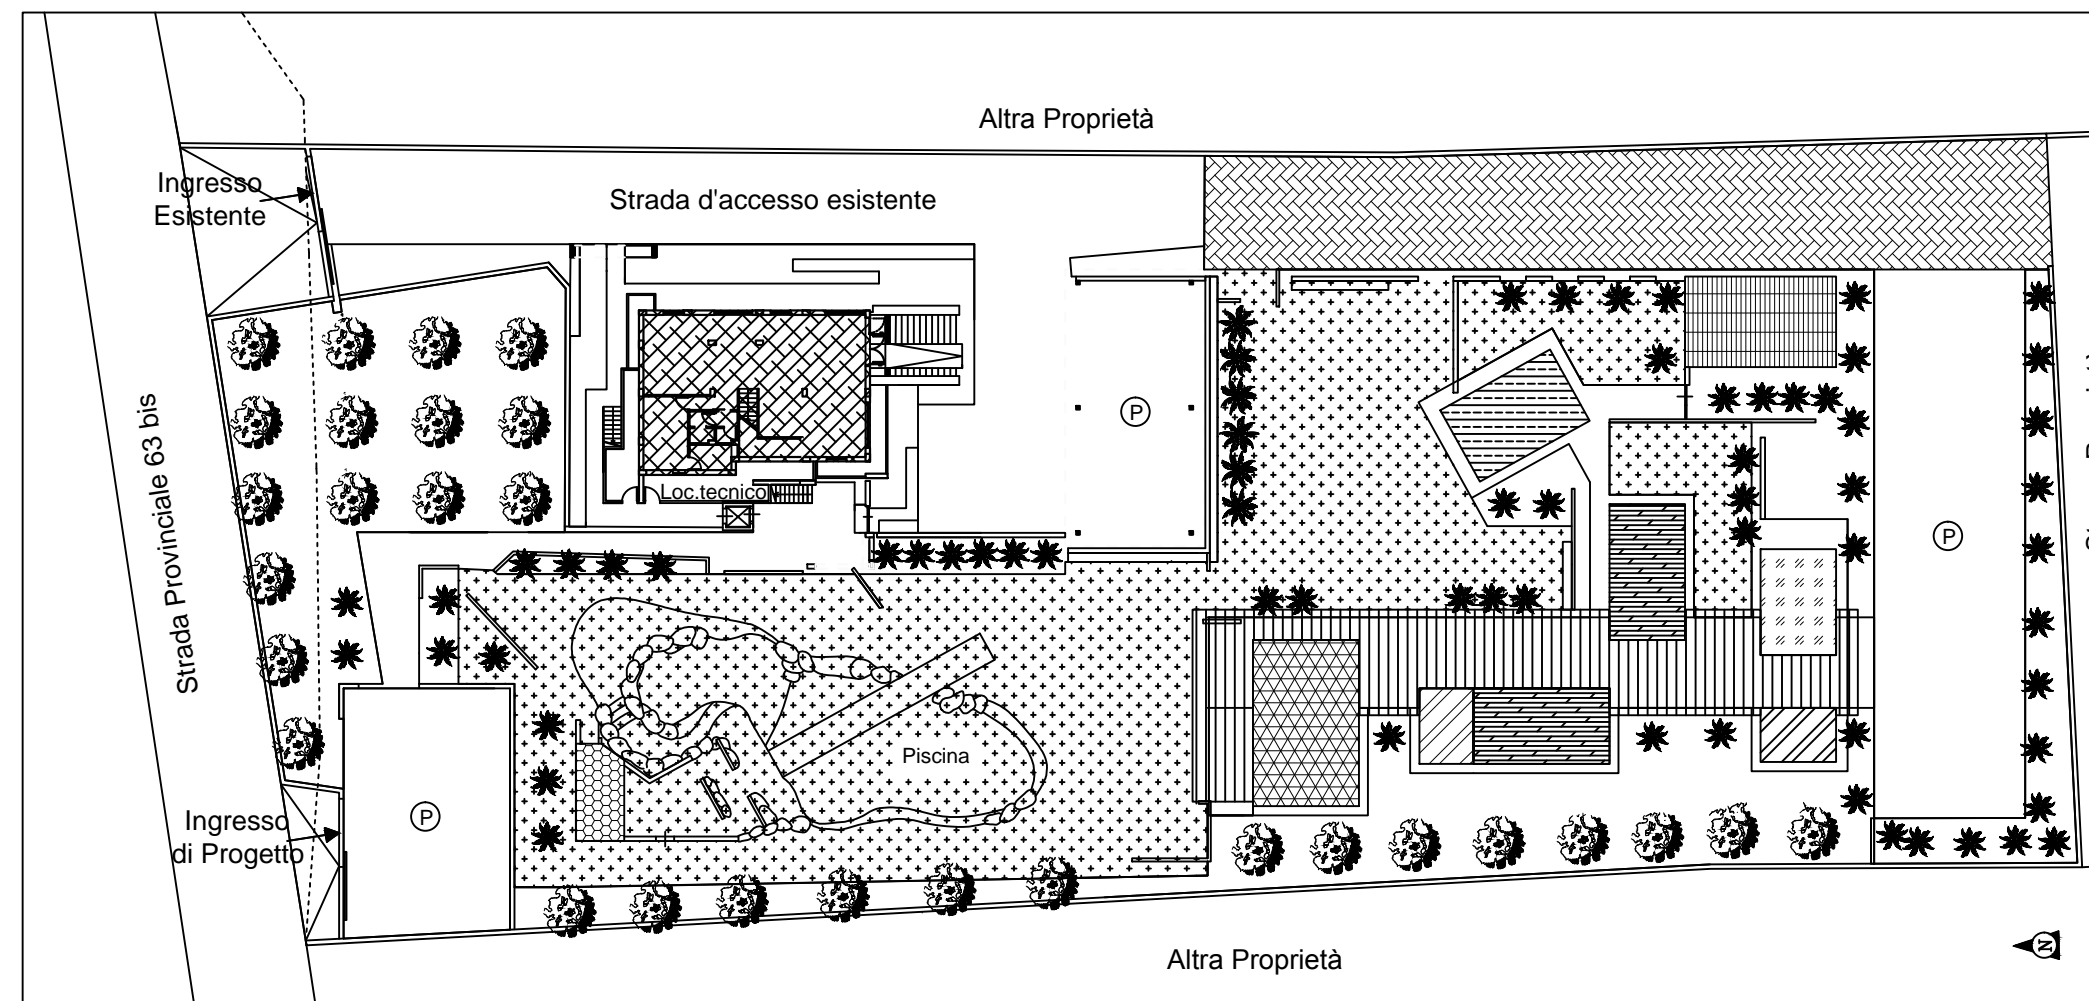 Altra Proprietà
Ingresso
Esistente
Strada d'accesso esistente
Strada Provinciale 63 bis
P
Loc.tecnico
P
Piscina
Ingresso
di Progetto
P
Altra Proprietà
N